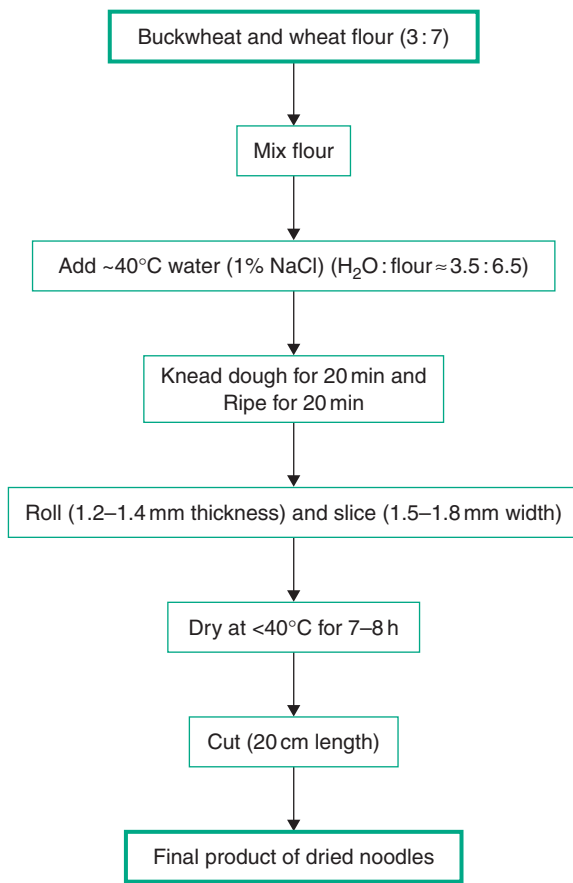 Buckwheat and wheat flour (3 : 7)
Mix flour
Add ~40°C water (1% NaCl) (H₂O : flour ≈ 3.5 : 6.5)
Knead dough for 20 min and
Ripe for 20 min
Roll (1.2–1.4 mm thickness) and slice (1.5–1.8 mm width)
Dry at <40°C for 7–8 h
Cut (20 cm length)
Final product of dried noodles